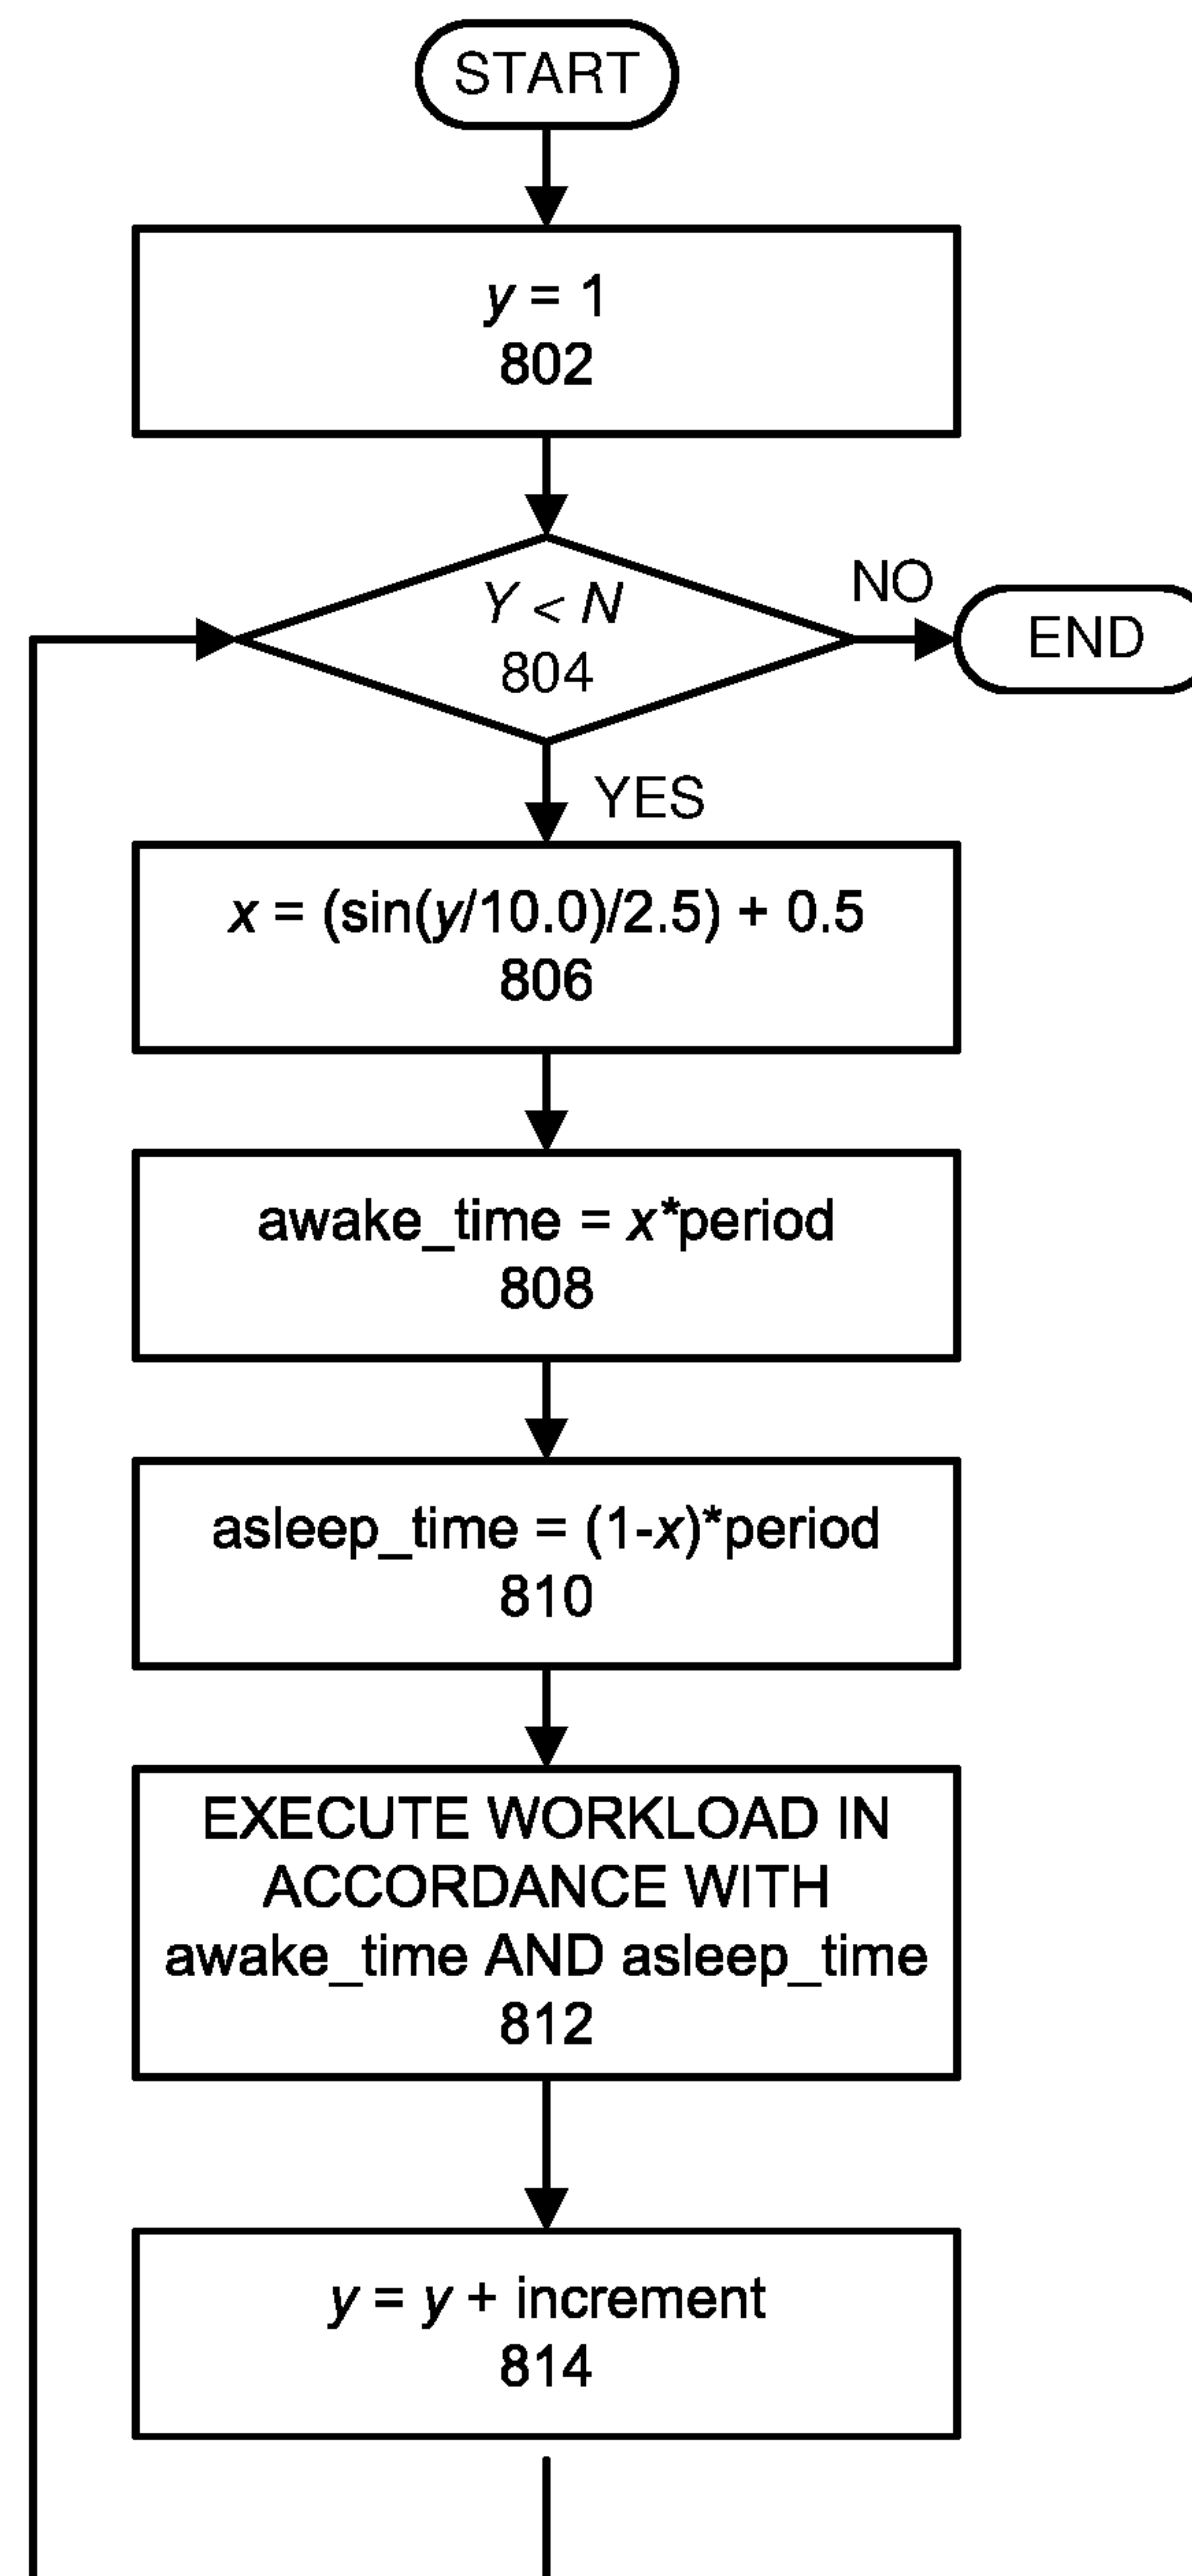 START
y = 1
802
Y < N
804
NO
END
YES
x = (sin(y/10.0)/2.5) + 0.5
806
awake_time = x*period
808
asleep_time = (1-x)*period
810
EXECUTE WORKLOAD IN
ACCORDANCE WITH
awake_time AND asleep_time
812
y = y + increment
814